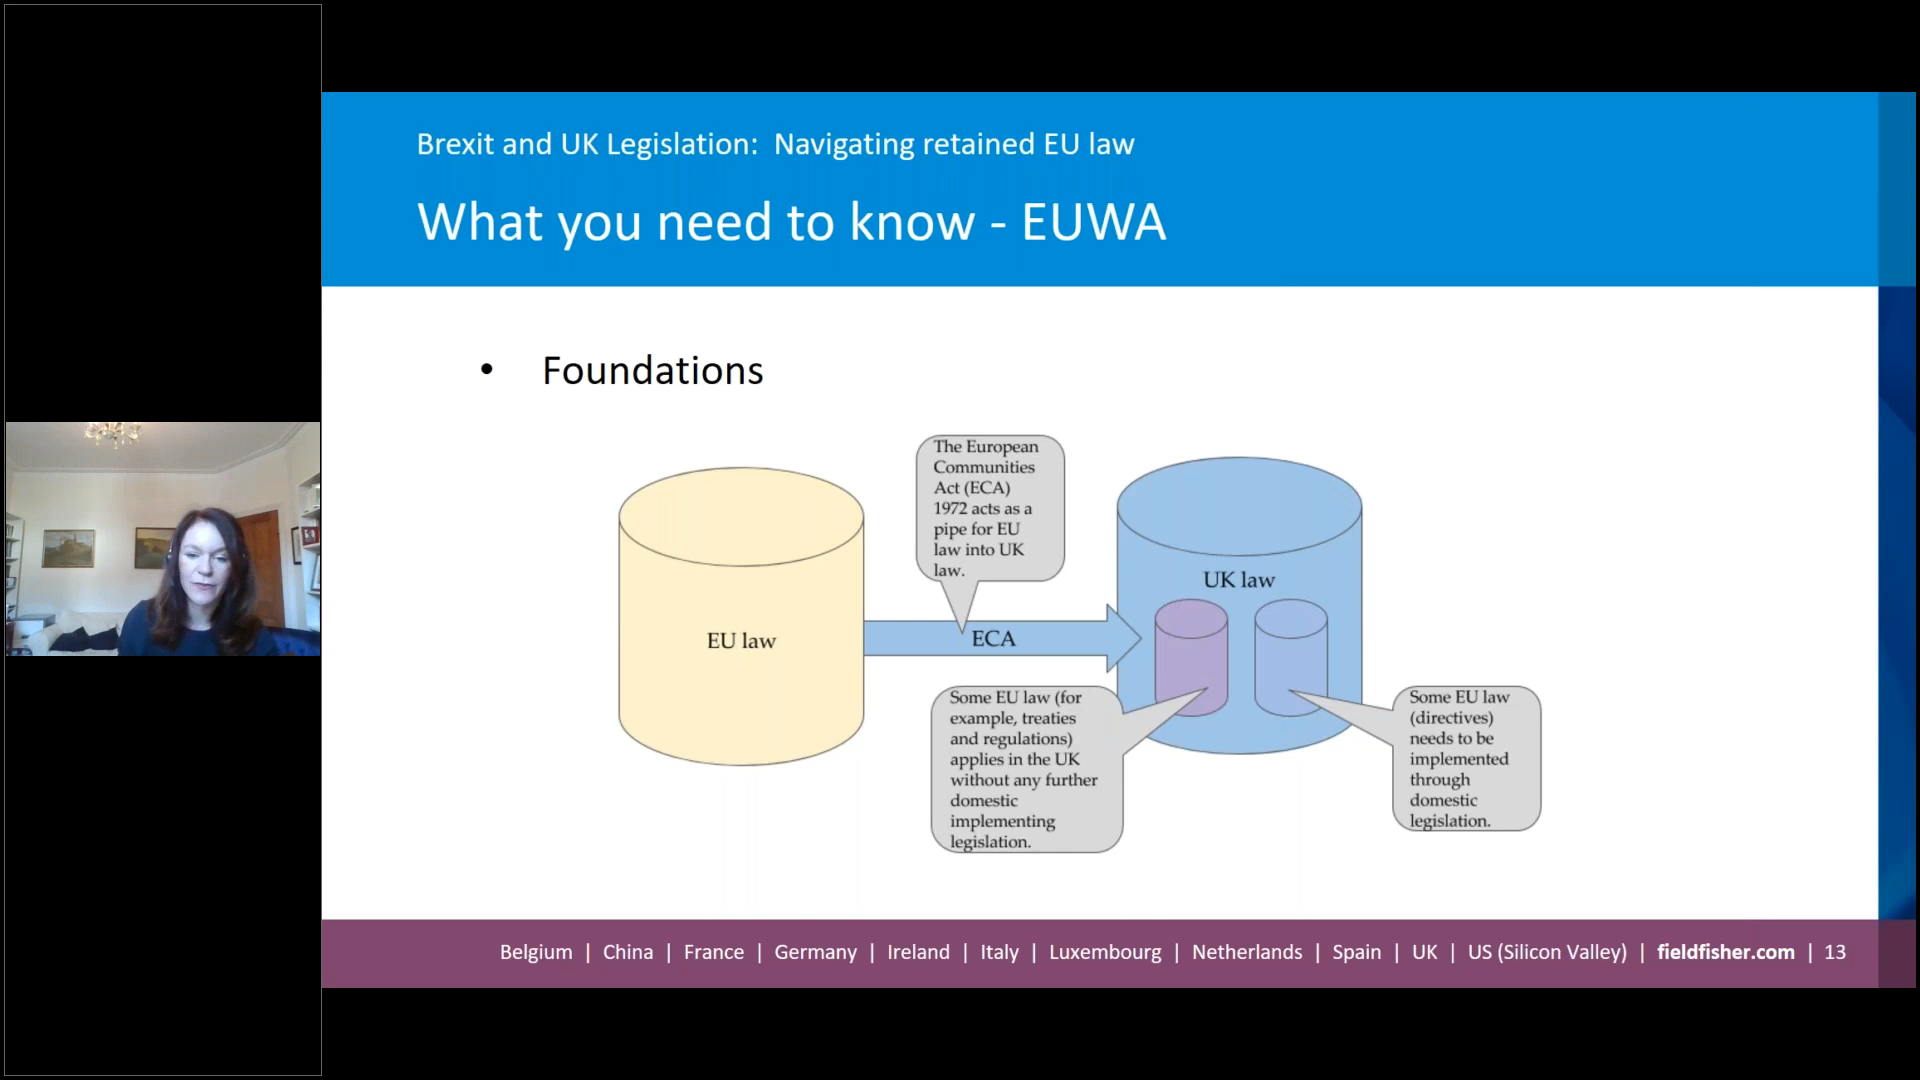 Brexit and UK Legislation:  Navigating retained EU law
What you need to know - EUWA
• Foundations
The European
Communities
Act (ECA)
1972 acts as a
pipe for EU
law into UK
law.
EU law
ECA
UK law
Some EU law (for
example, treaties
and regulations)
applies in the UK
without any further
domestic
implementing
legislation.
Some EU law
(directives)
needs to be
implemented
through
domestic
legislation.
Belgium | China | France | Germany | Ireland | Italy | Luxembourg | Netherlands | Spain | UK | US (Silicon Valley) | fieldfisher.com | 13